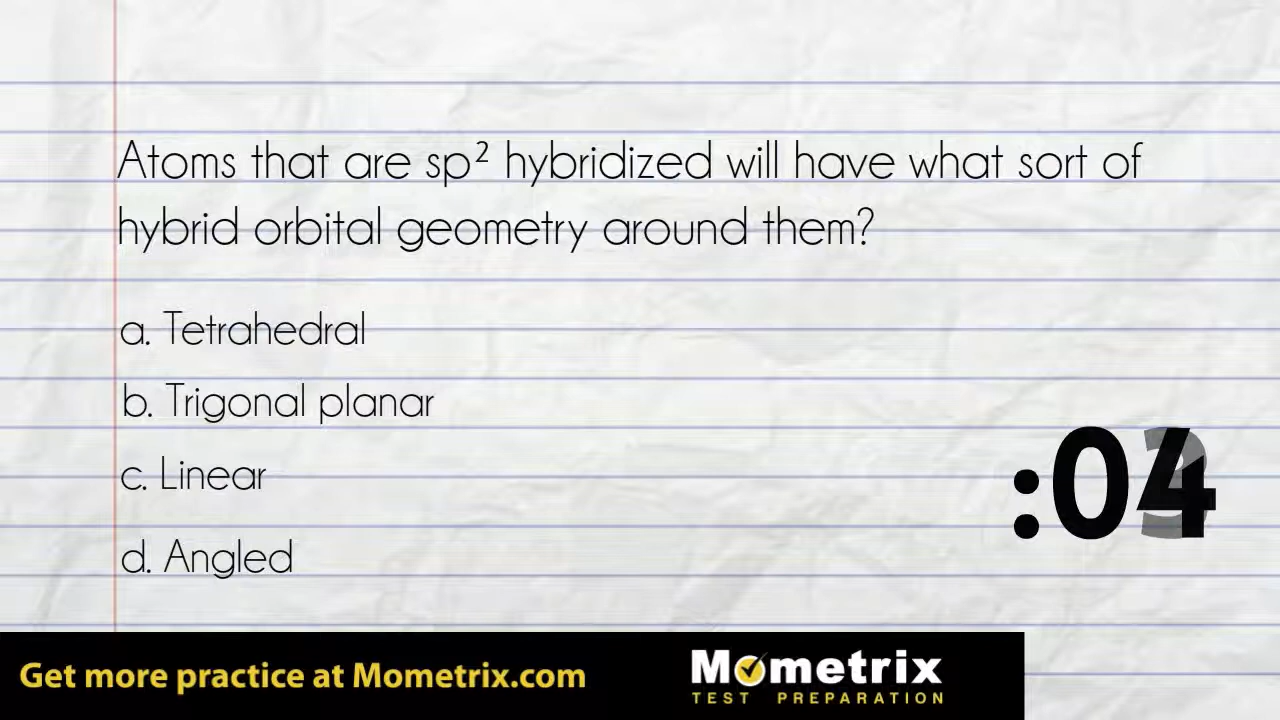 Atoms that are sp² hybridized will have what sort of
hybrid orbital geometry around them?
a. Tetrahedral
b. Trigonal planar
c. Linear
d. Angled
:04
Get more practice at Mometrix.com
Mometrix
TEST PREPARATION